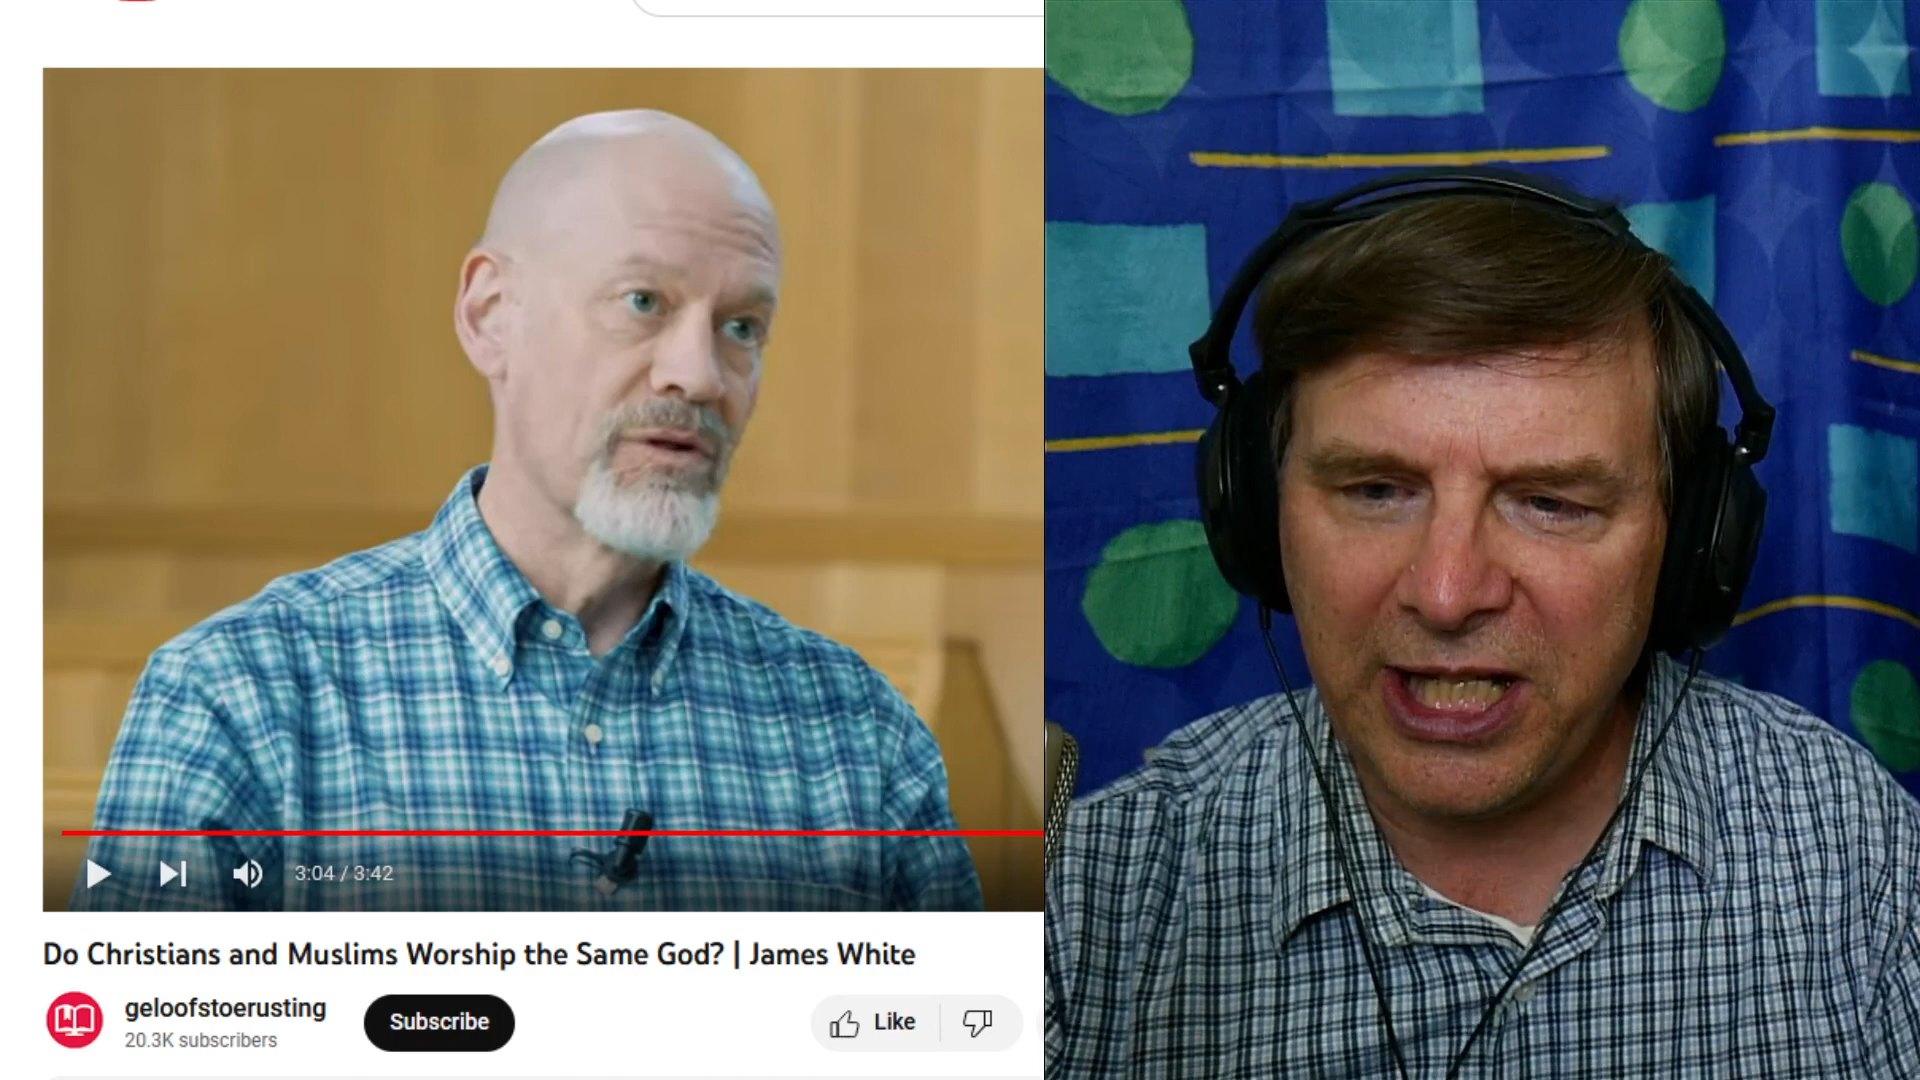 3:04 / 3:42
Do Christians and Muslims Worship the Same God? | James White
geloofstoerusting
20.3K subscribers
Subscribe
Like